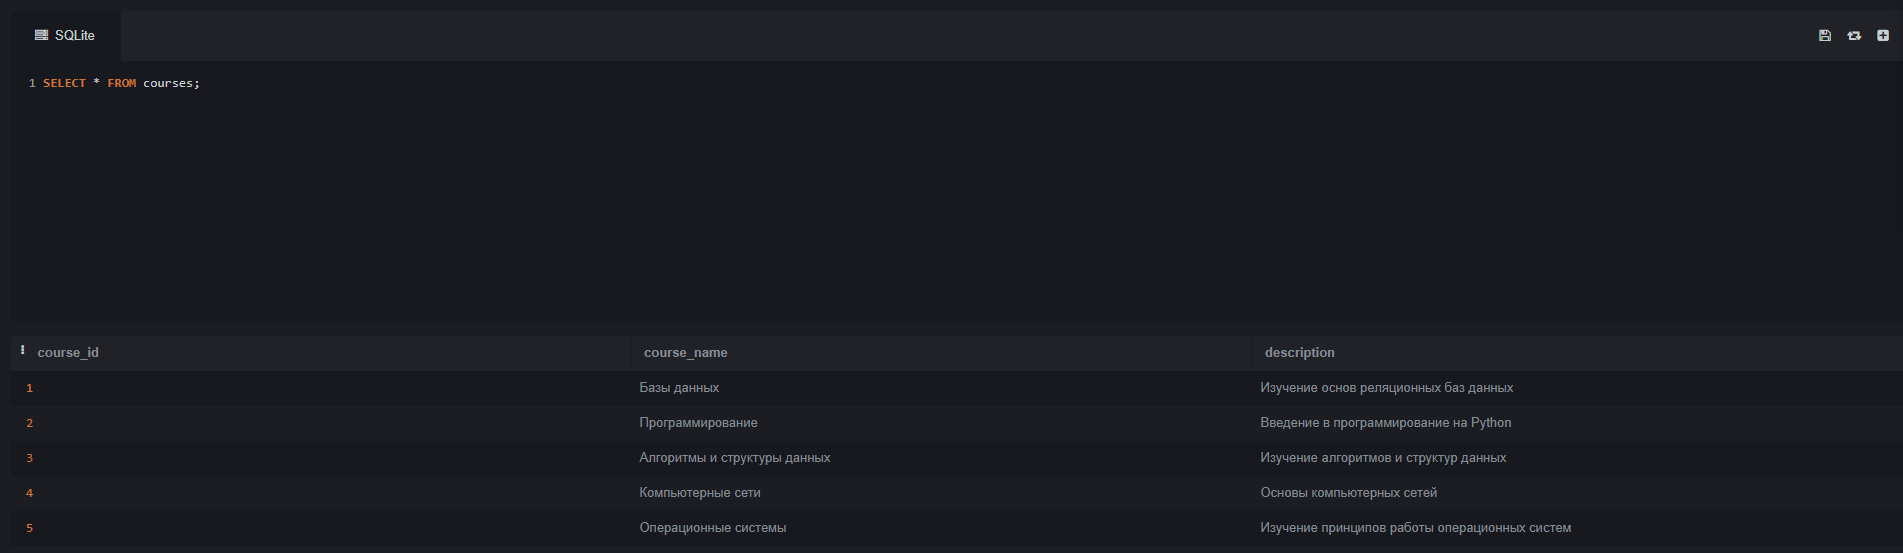 SQLite
1 SELECT * FROM courses;
course_id course_name description
1 Базы данных Изучение основ реляционных баз данных
2 Программирование Введение в программирование на Python
3 Алгоритмы и структуры данных Изучение алгоритмов и структур данных
4 Компьютерные сети Основы компьютерных сетей
5 Операционные системы Изучение принципов работы операционных систем